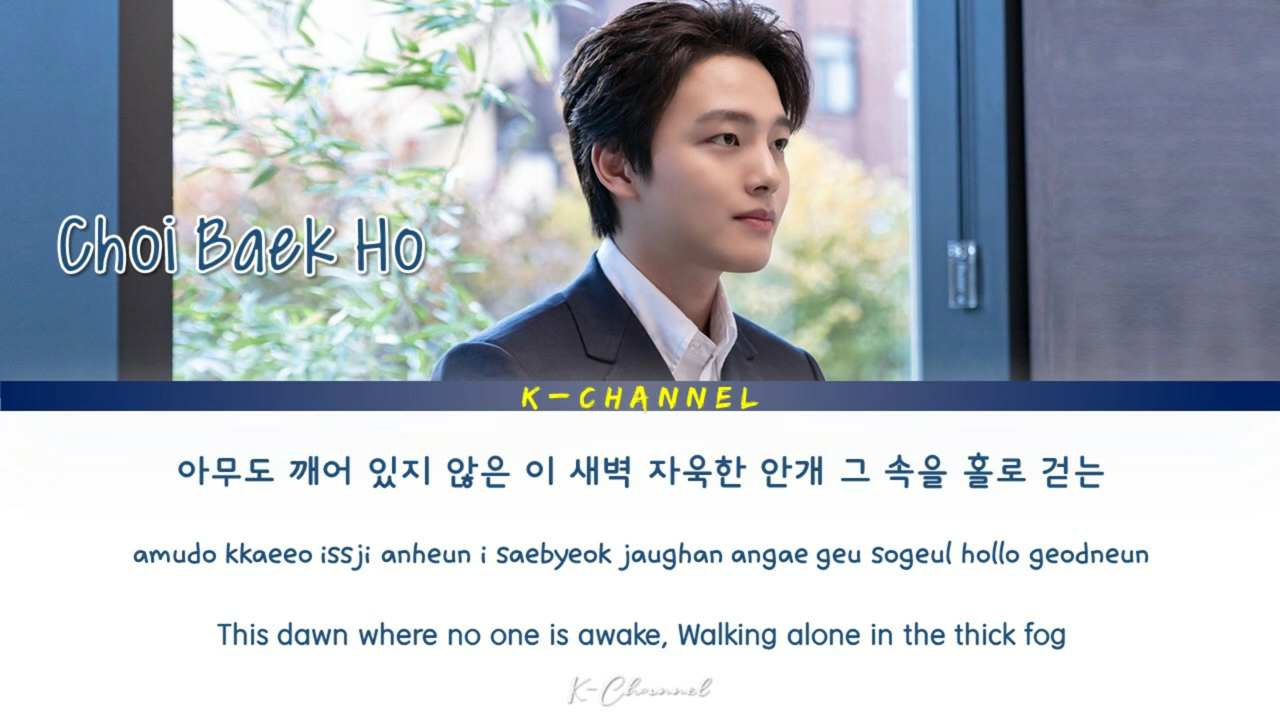 Choi Baek Ho
K-CHANNEL
아무도 깨어 있지 않은 이 새벽 자욱한 안개 그 속을 홀로 걷는
amudo kkaeeo issji anheun i saebyeok jaughan angae geu sogeul hollo geodneun
This dawn where no one is awake, Walking alone in the thick fog
K-Channel